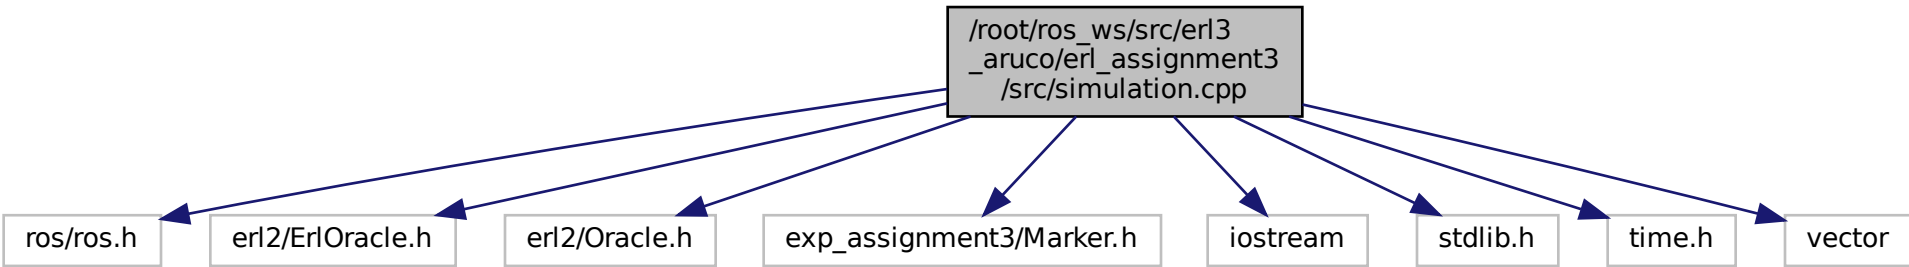 /root/ros_ws/src/erl3
_aruco/erl_assignment3
/src/simulation.cpp
ros/ros.h
erl2/ErlOracle.h
erl2/Oracle.h
exp_assignment3/Marker.h
iostream
stdlib.h
time.h
vector